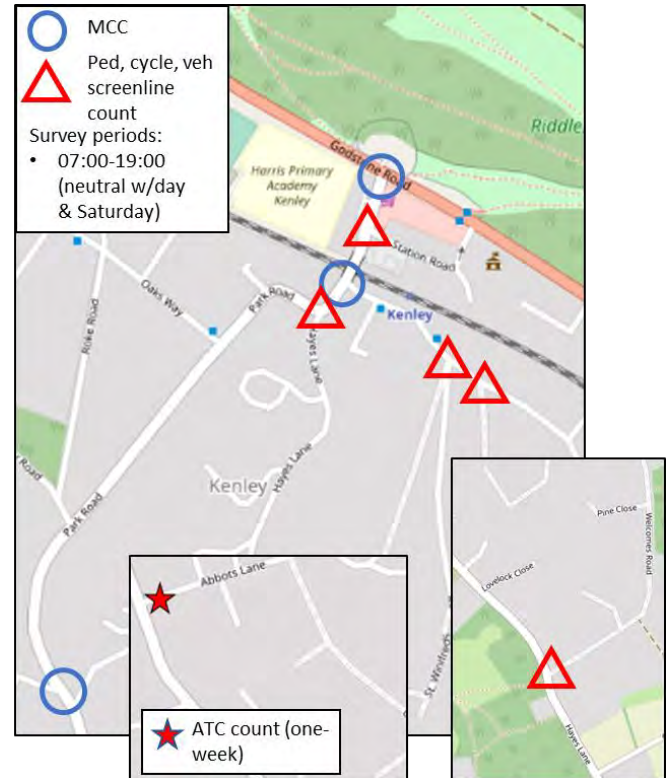 MCC
Ped, cycle, veh
screenline
count
Survey periods:
• 07:00-19:00
(neutral w/day
& Saturday)
Riddle
Godstone Road
Harris Primary
Academy
Kenley
Station Road
Oaks Way
Park Road
Kenley
Roke Road
Hayes Lane
Hayes Lane
Kenley
Park Road
Road
St. Winifreds
Abbots Lane
ATC count (one-
week)
Pine Close
Welcomes Road
Lovelock Close
Hayes Lane